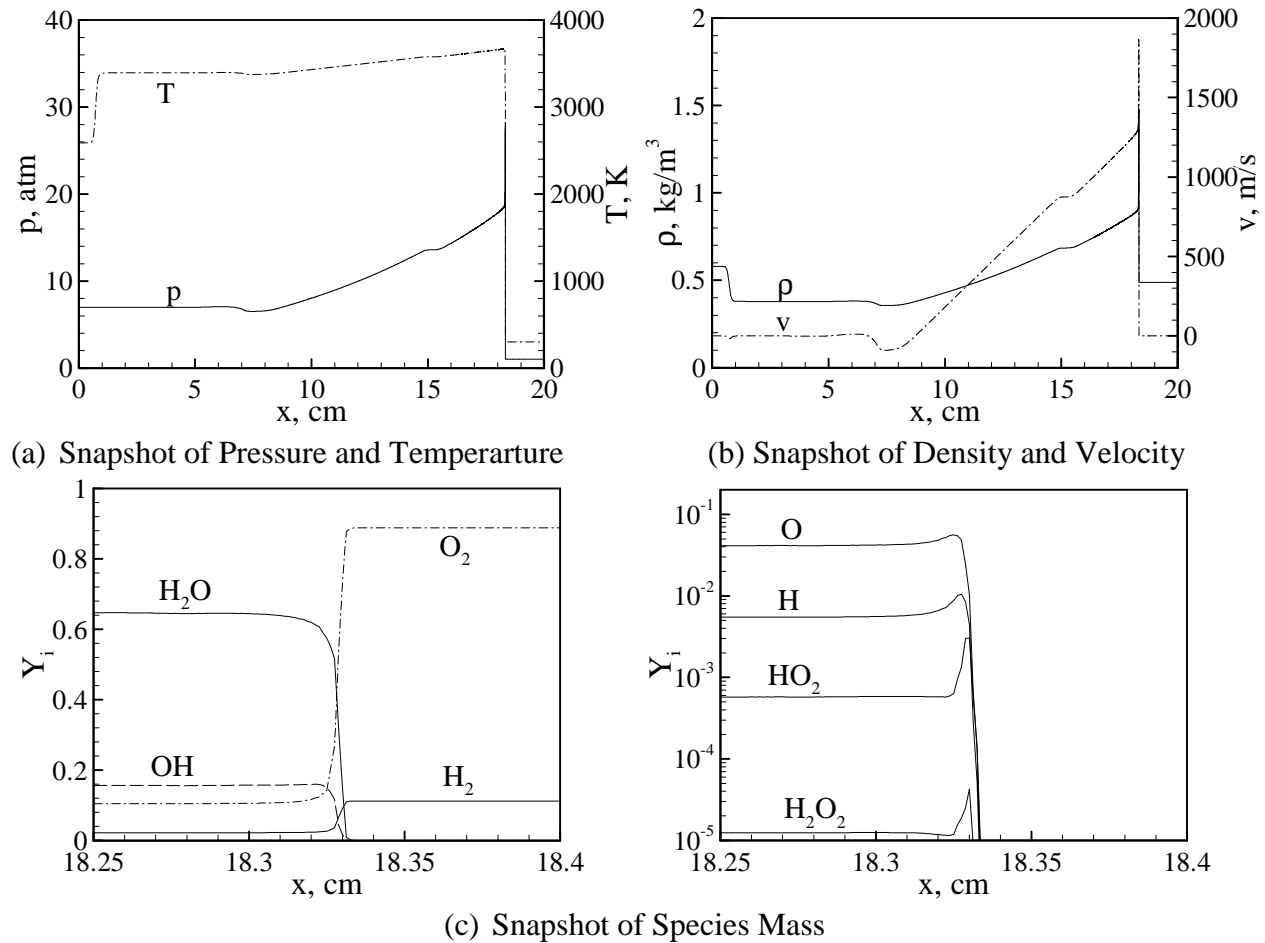 40
30
20
10
0
p, atm
4000
3000
2000
1000
0
T, K
T
p
0
5
10
15
20
x, cm
(a) Snapshot of Pressure and Temperarture
2
1.5
1
0.5
0
ρ, kg/m³
2000
1500
1000
500
0
v, m/s
ρ
v
0
5
10
15
20
x, cm
(b) Snapshot of Density and Velocity
1
0.8
0.6
0.4
0.2
0
Yᵢ
O₂
H₂O
OH
H₂
18.25
18.3
18.35
18.4
x, cm
10⁻¹
10⁻²
10⁻³
10⁻⁴
10⁻⁵
Yᵢ
O
H
HO₂
H₂O₂
18.25
18.3
18.35
18.4
x, cm
(c) Snapshot of Species Mass